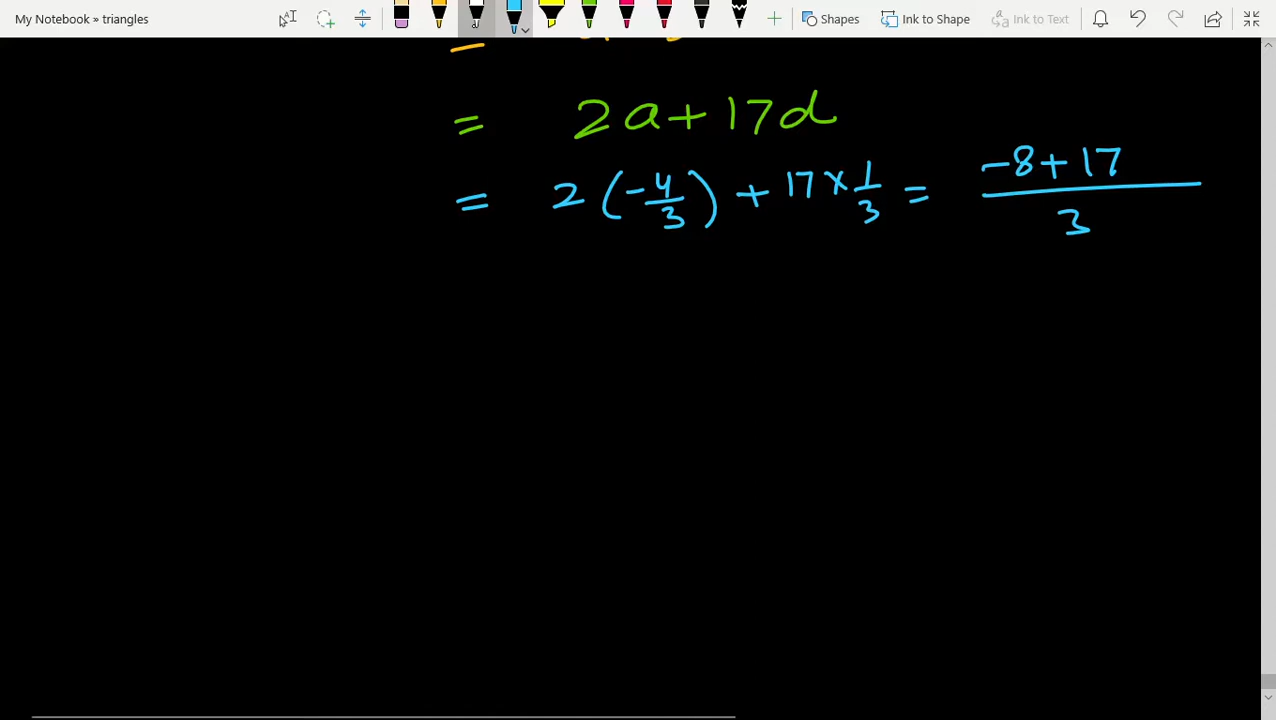 My Notebook » triangles
Shapes
Ink to Shape
Ink to Text
= 2a+17d
= 2(-4/3) + 17×1/3 = -8+17/3